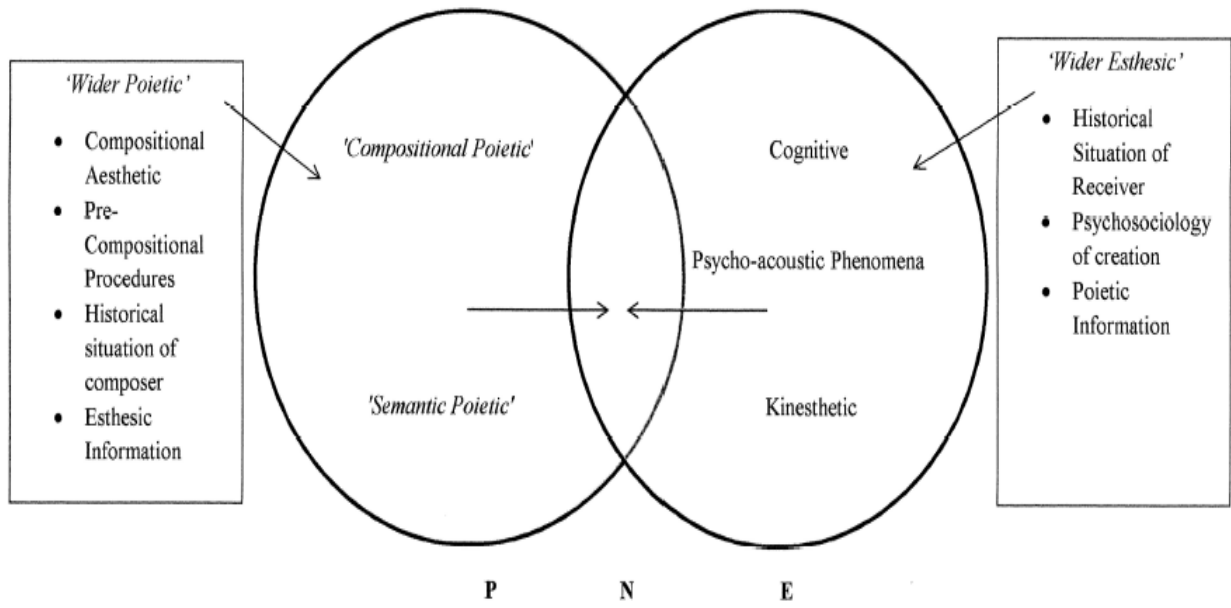 'Wider Poietic'
• Compositional
Aesthetic
• Pre-
Compositional
Procedures
• Historical
situation of
composer
• Esthesic
Information
'Compositional Poietic'
'Semantic Poietic'
Cognitive
Psycho-acoustic Phenomena
Kinesthetic
'Wider Esthesic'
• Historical
Situation of
Receiver
• Psychosociology
of creation
• Poietic
Information
P N E